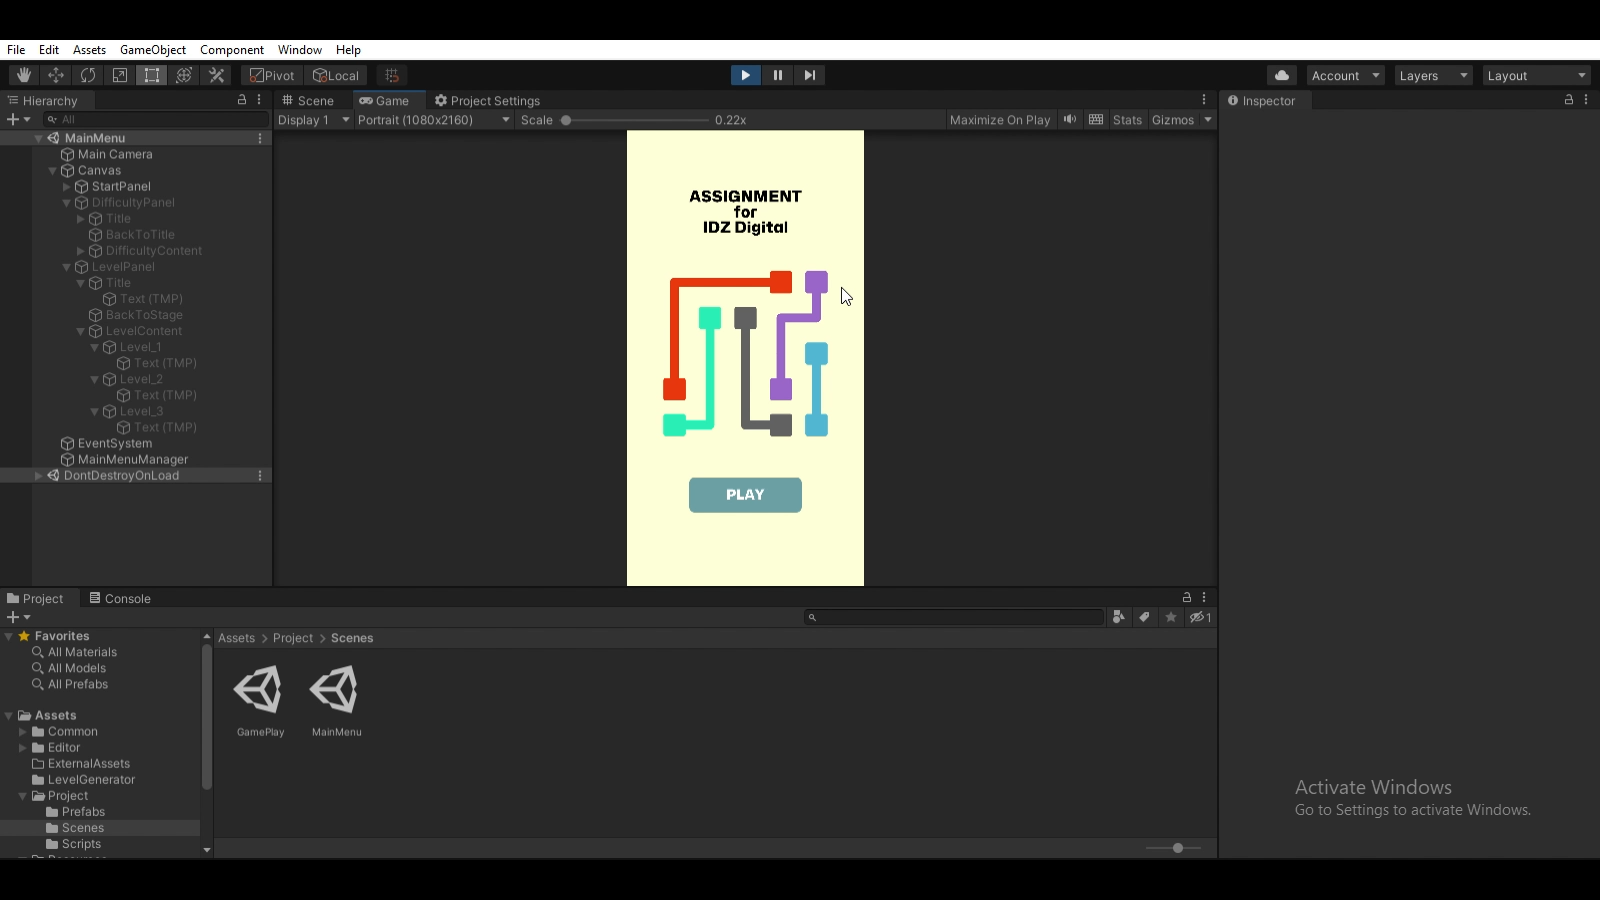 File Edit Assets GameObject Component Window Help
Pivot Local Account Layers Layout
Hierarchy Scene Game Project Settings Inspector
All Display 1 Portrait (1080x2160) Scale 0.22x Maximize On Play Stats Gizmos
MainMenu
Main Camera
Canvas
StartPanel
DifficultyPanel
Title
BackToTitle
DifficultyContent
LevelPanel
Title
Text (TMP)
BackToStage
LevelContent
Level_1
Text (TMP)
Level_2
Text (TMP)
Level_3
Text (TMP)
EventSystem
MainMenuManager
DontDestroyOnLoad
ASSIGNMENT
for
IDZ Digital
PLAY
Project Console
1
Favorites
All Materials
All Models
All Prefabs
Assets
Common
Editor
ExternalAssets
LevelGenerator
Project
Prefabs
Scenes
Scripts
Assets > Project > Scenes
GamePlay MainMenu
Activate Windows
Go to Settings to activate Windows.